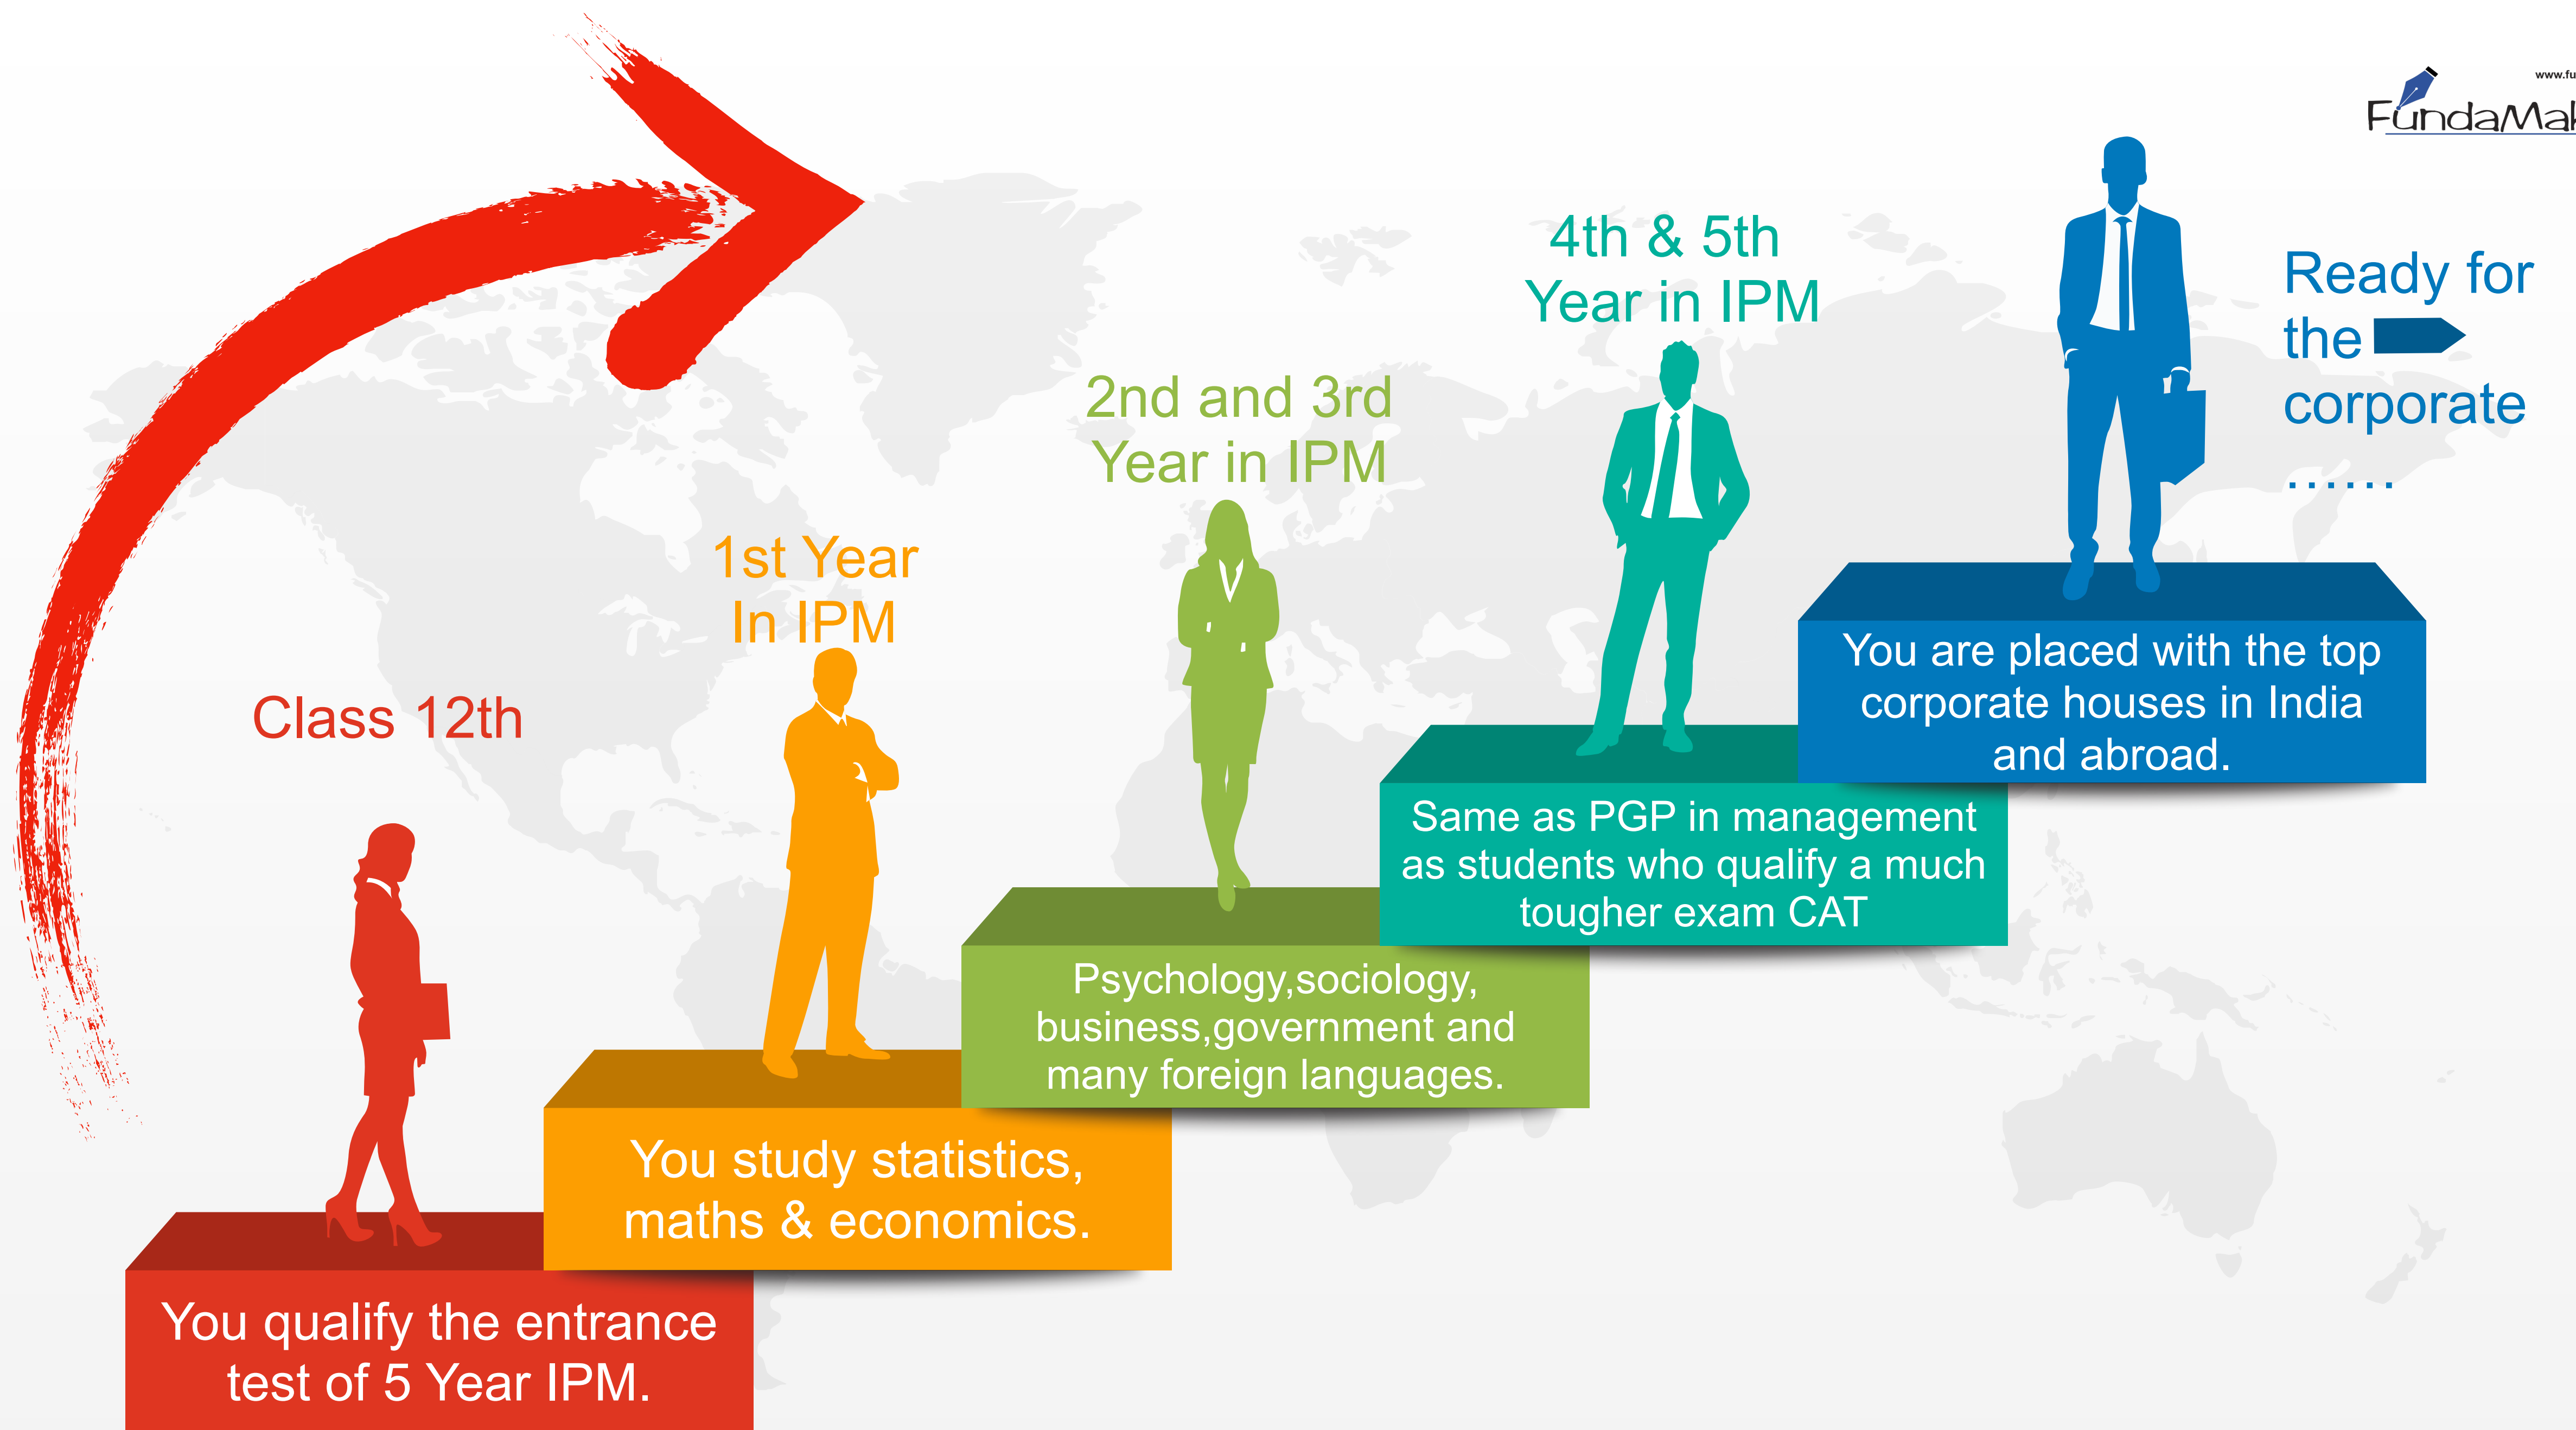 www.fu
FundaMak
4th & 5th
Year in IPM
Ready for
the
corporate
......
2nd and 3rd
Year in IPM
1st Year
In IPM
Class 12th
You are placed with the top
corporate houses in India
and abroad.
Same as PGP in management
as students who qualify a much
tougher exam CAT
Psychology,sociology,
business,government and
many foreign languages.
You study statistics,
maths & economics.
You qualify the entrance
test of 5 Year IPM.